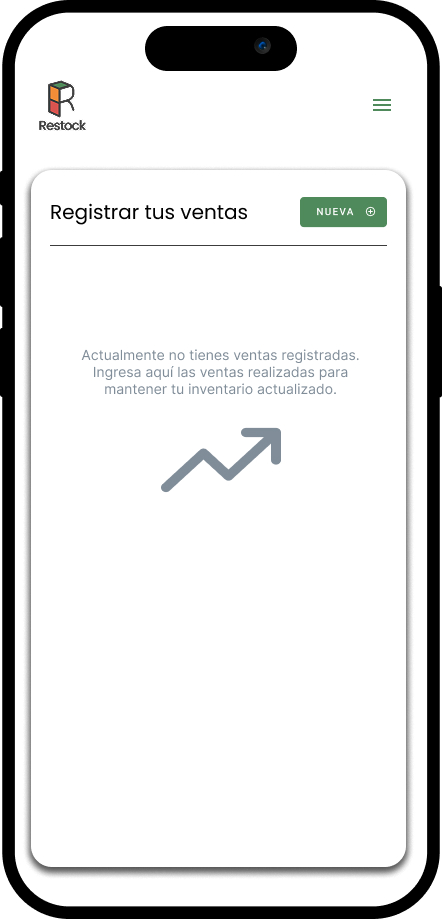 Restock
Registrar tus ventas
NUEVA
Actualmente no tienes ventas registradas.
Ingresa aquí las ventas realizadas para
mantener tu inventario actualizado.